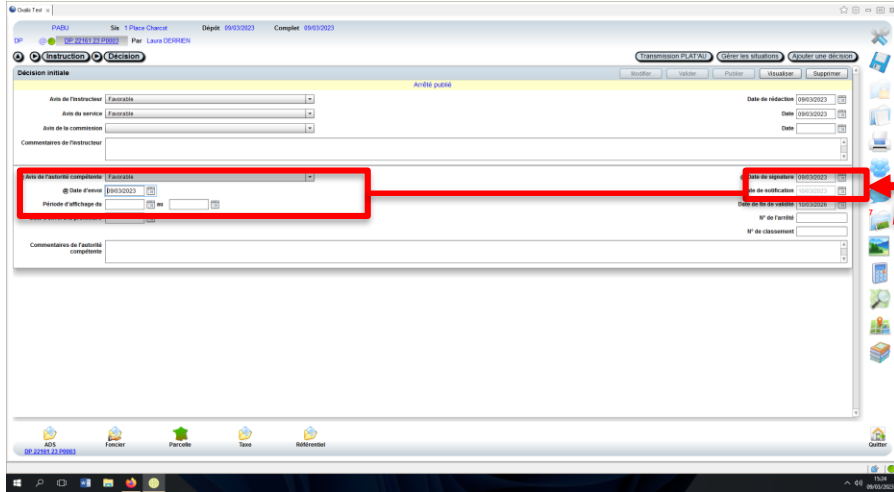 Oxalis Test x
PABU Sis 1 Place Charcot Dépôt 09/03/2023 Complet 09/03/2023
DP @ DP 22161 23 P0003 Par Laura DERRIEN
Instruction Décision Transmission PLAT'AU Gérer les situations Ajouter une décision
Décision initiale Modifier Valider Publier Visualiser Supprimer
Arrêté publié
Avis de l'instructeur Favorable Date de rédaction 09/03/2023
Avis du service Favorable Date 09/03/2023
Avis de la commission Date
Commentaires de l'instructeur
Avis de l'autorité compétente Favorable @ Date de signature 09/03/2023
@ Date d'envoi 09/03/2023 de notification 10/03/2023
Période d'affichage du au Date de fin de validité 10/03/2026
N° de l'arrêté
N° de classement
Commentaires de l'autorité
compétente
7
ADS Foncier Parcelle Taxe Référentiel Quitter
DP 22161 23 P0003
09/03/2023